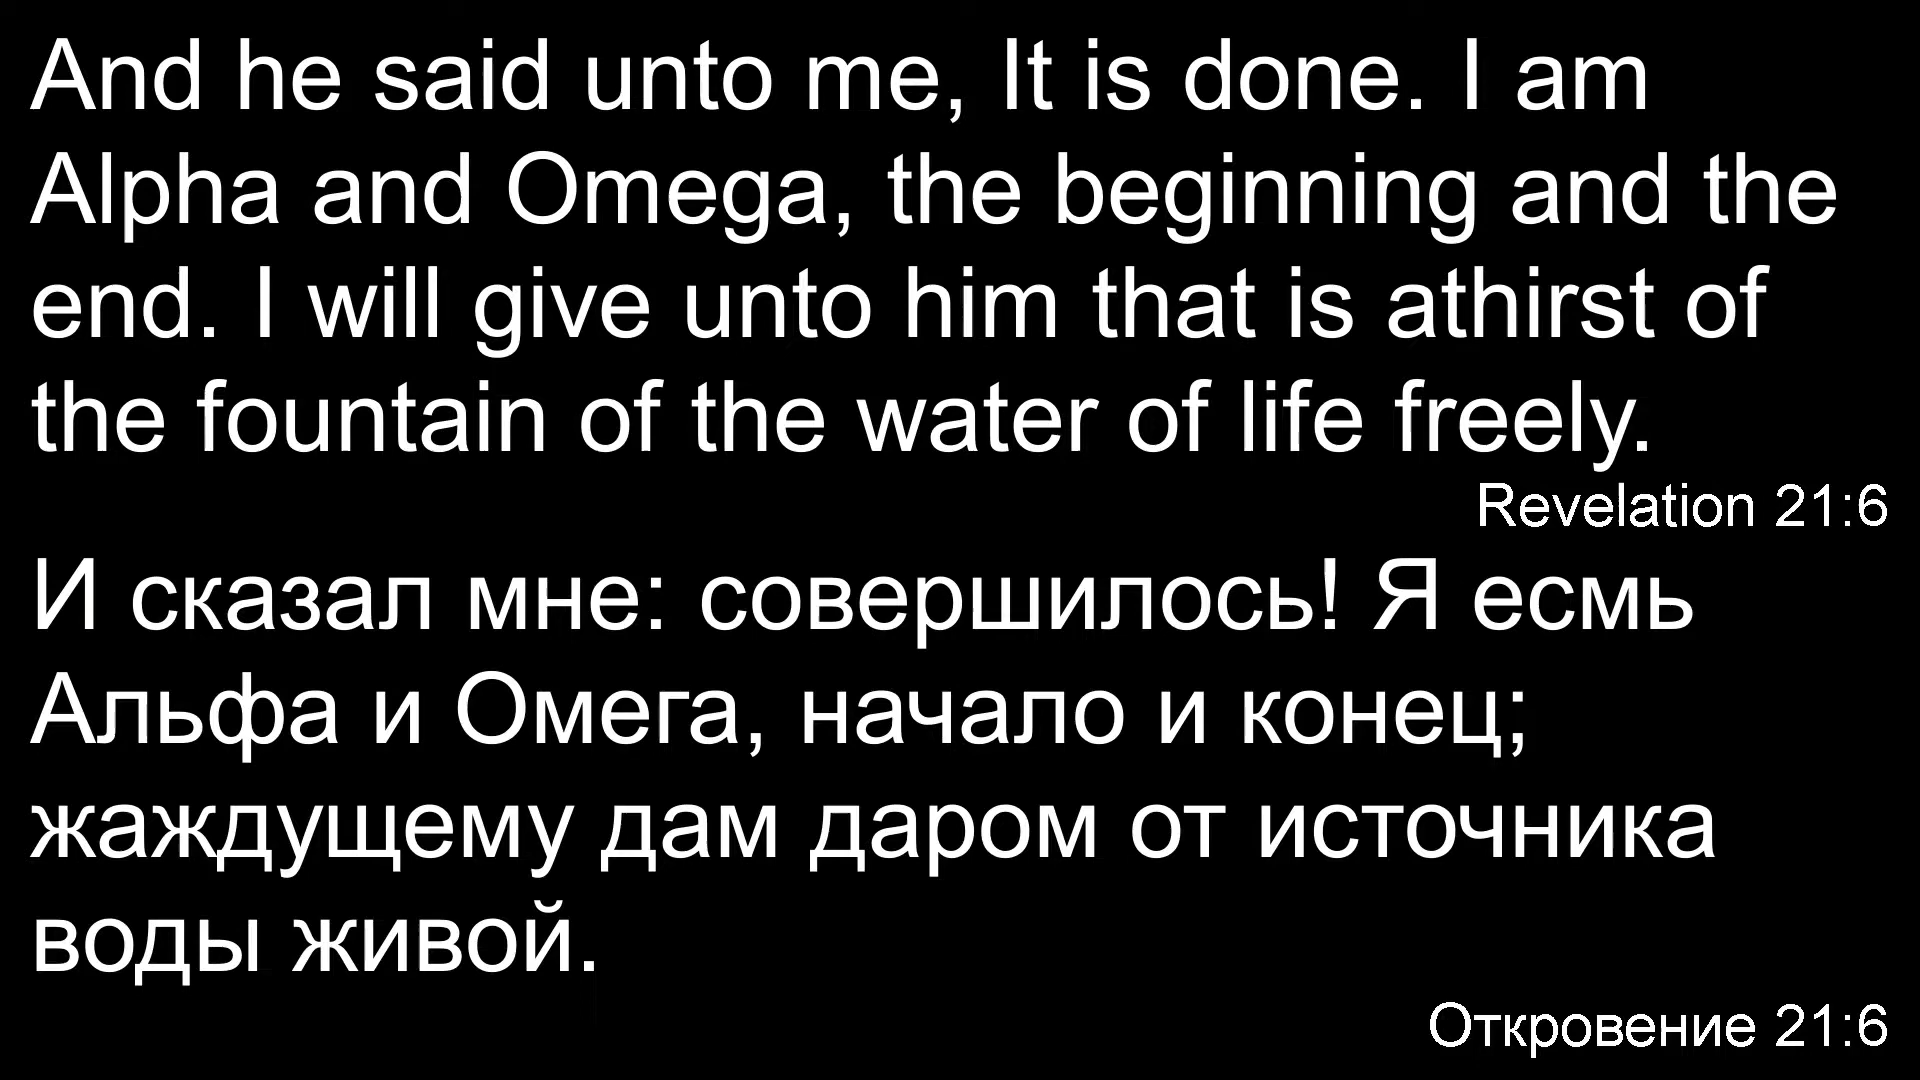 And he said unto me, It is done. I am
Alpha and Omega, the beginning and the
end. I will give unto him that is athirst of
the fountain of the water of life freely.
Revelation 21:6
И сказал мне: совершилось! Я есмь
Альфа и Омега, начало и конец;
жаждущему дам даром от источника
воды живой.
Откровение 21:6